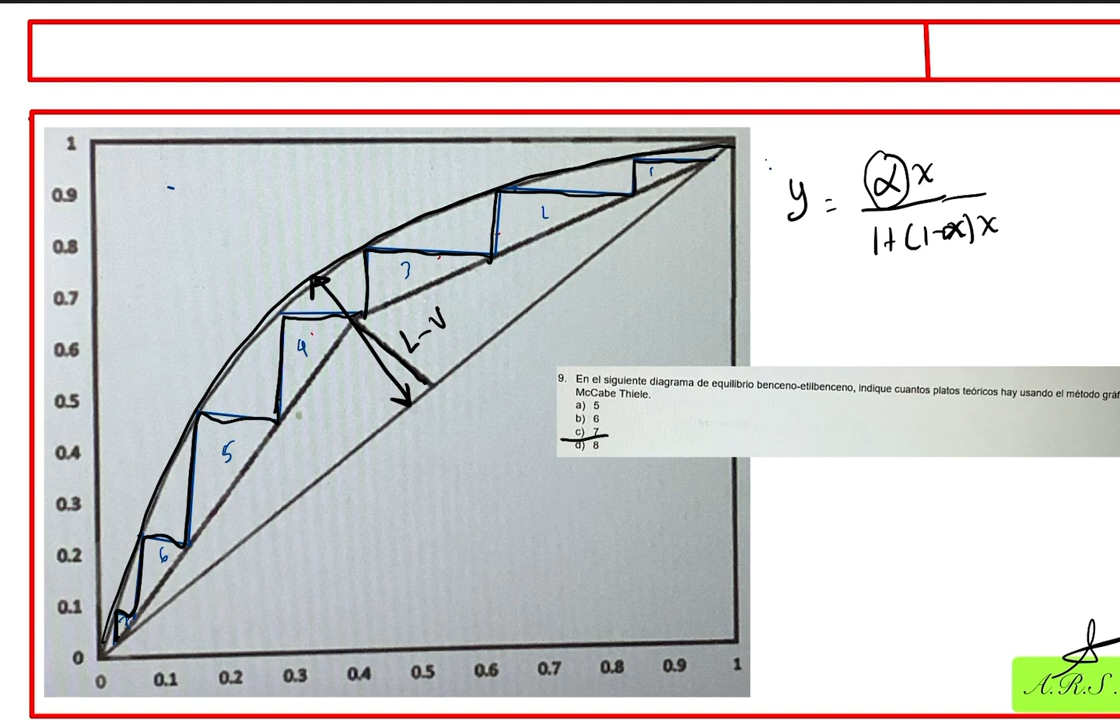 1
0.9
0.8
0.7
0.6
0.5
0.4
0.3
0.2
0.1
0
0 0.1 0.2 0.3 0.4 0.5 0.6 0.7 0.8 0.9 1
1
2
3
4
5
6
7
L-V
y = αx
1+(1-α)x
9. En el siguiente diagrama de equilibrio benceno-etilbenceno, indique cuantos platos teóricos hay usando el método
McCabe Thiele.
a) 5
b) 6
c) 7
d) 8
A.R.S.